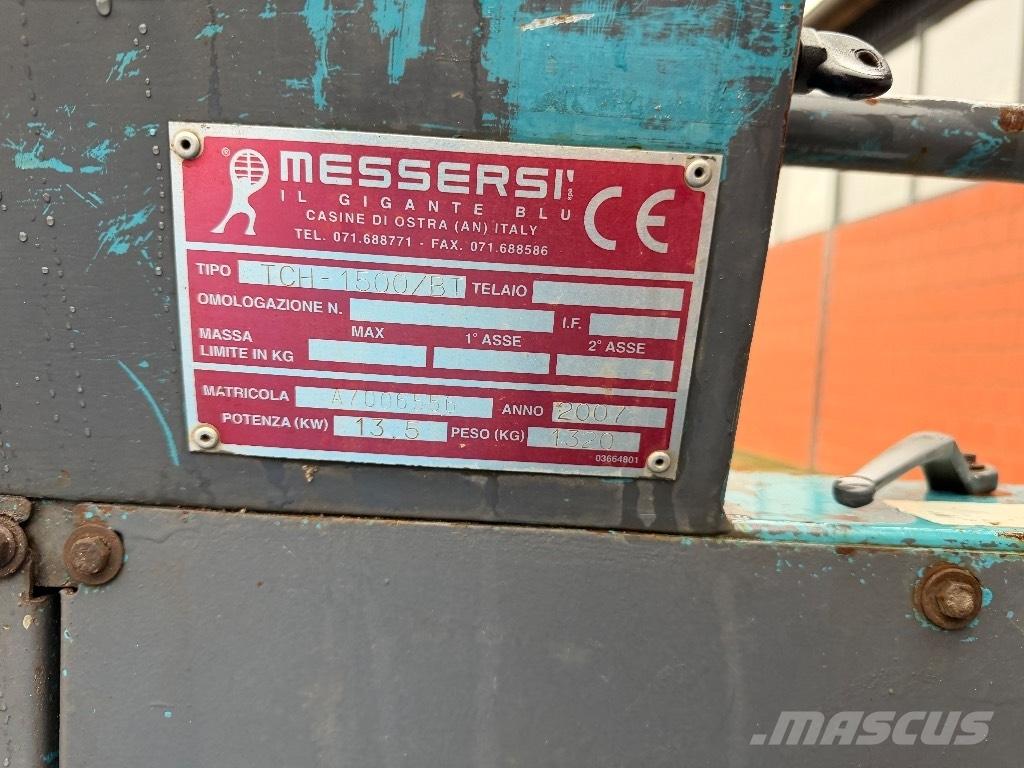 ® MESSERSI' spa
IL GIGANTE BLU
CASINE DI OSTRA (AN) ITALY
TEL. 071.688771 - FAX. 071.688586
CE
TIPO TCH-1500/BT TELAIO
OMOLOGAZIONE N. I.F.
MASSA LIMITE IN KG MAX 1° ASSE 2° ASSE
MATRICOLA ANNO 2007
POTENZA (KW) 13,5 PESO (KG) 1320
03664801
MASCUS